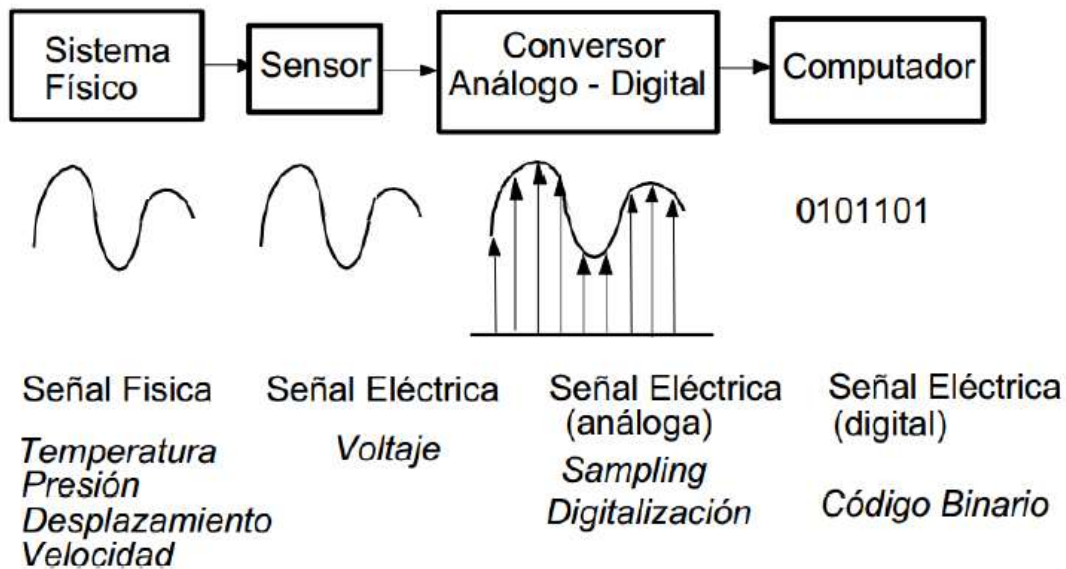 Sistema
Físico
Sensor
Conversor
Análogo - Digital
Computador
0101101
Señal Fisica
Temperatura
Presión
Desplazamiento
Velocidad
Señal Eléctrica
Voltaje
Señal Eléctrica
(análoga)
Sampling
Digitalización
Señal Eléctrica
(digital)
Código Binario